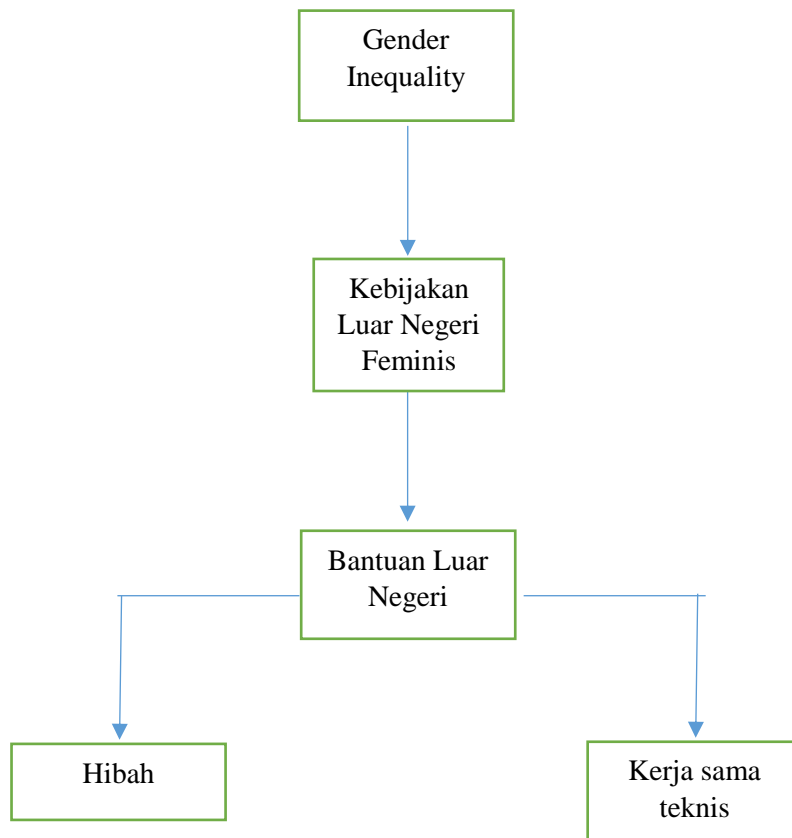 Gender
Inequality
Kebijakan
Luar Negeri
Feminis
Bantuan Luar
Negeri
Hibah
Kerja sama
teknis